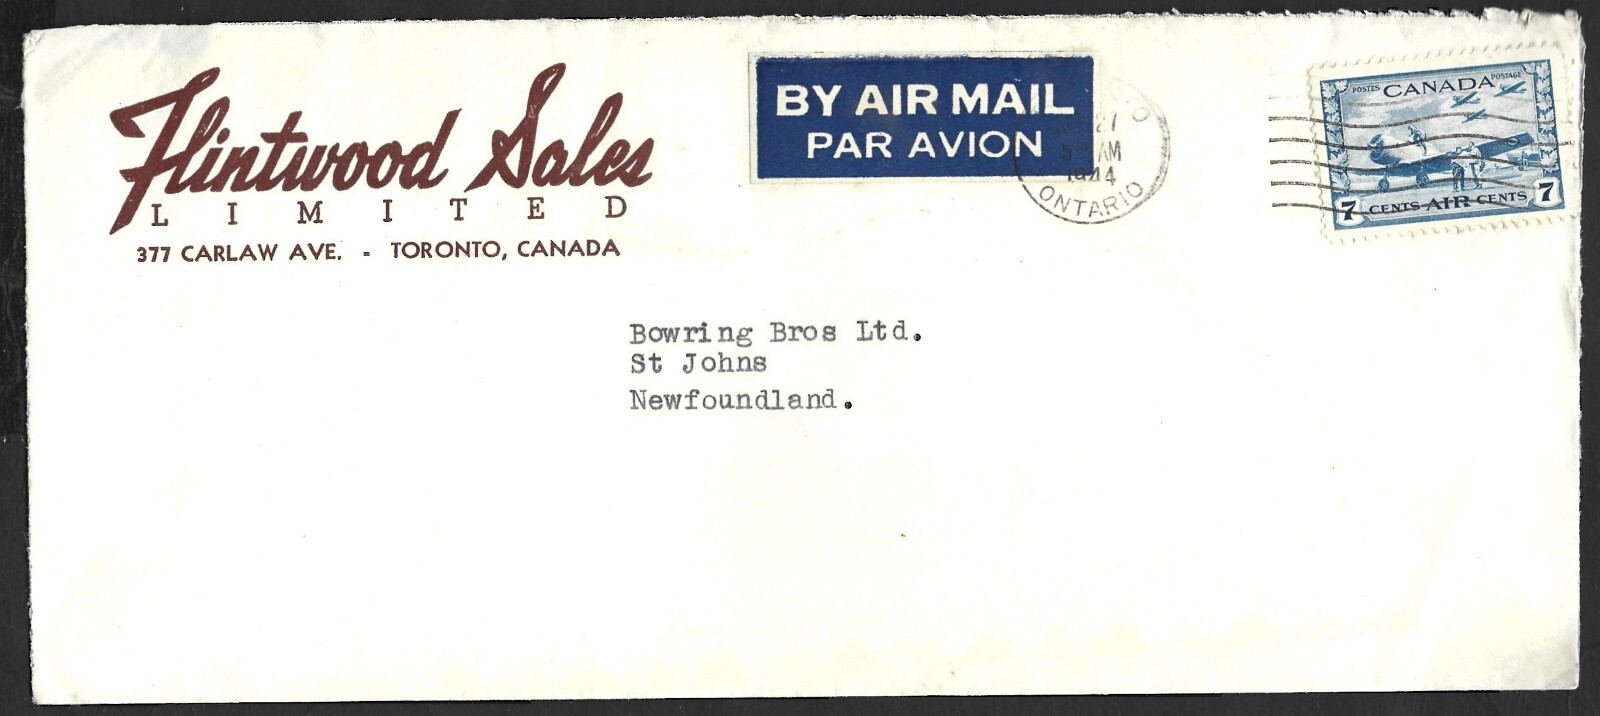 Flintwood Sales
LIMITED
377 CARLAW AVE. - TORONTO, CANADA
BY AIR MAIL
PAR AVION
27
AM
1944
ONTARIO
POSTES CANADA POSTAGE
7 CENTS AIR CENTS 7
Bowring Bros Ltd.
St Johns
Newfoundland.